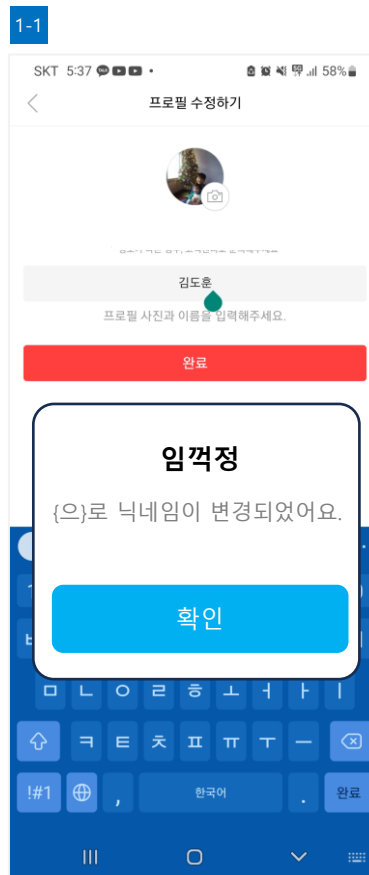 1-1
SKT 5:37 58%
프로필 수정하기
김도훈
프로필 사진과 이름을 입력해주세요.
완료
임꺽정
{으}로 닉네임이 변경되었어요.
확인
ㅁ ㄴ ㅇ ㄹ ㅎ ㅗ ㅓ ㅏ ㅣ
ㅋ ㅌ ㅊ ㅍ ㅠ ㅜ ㅡ
!#1 , 한국어 . 완료